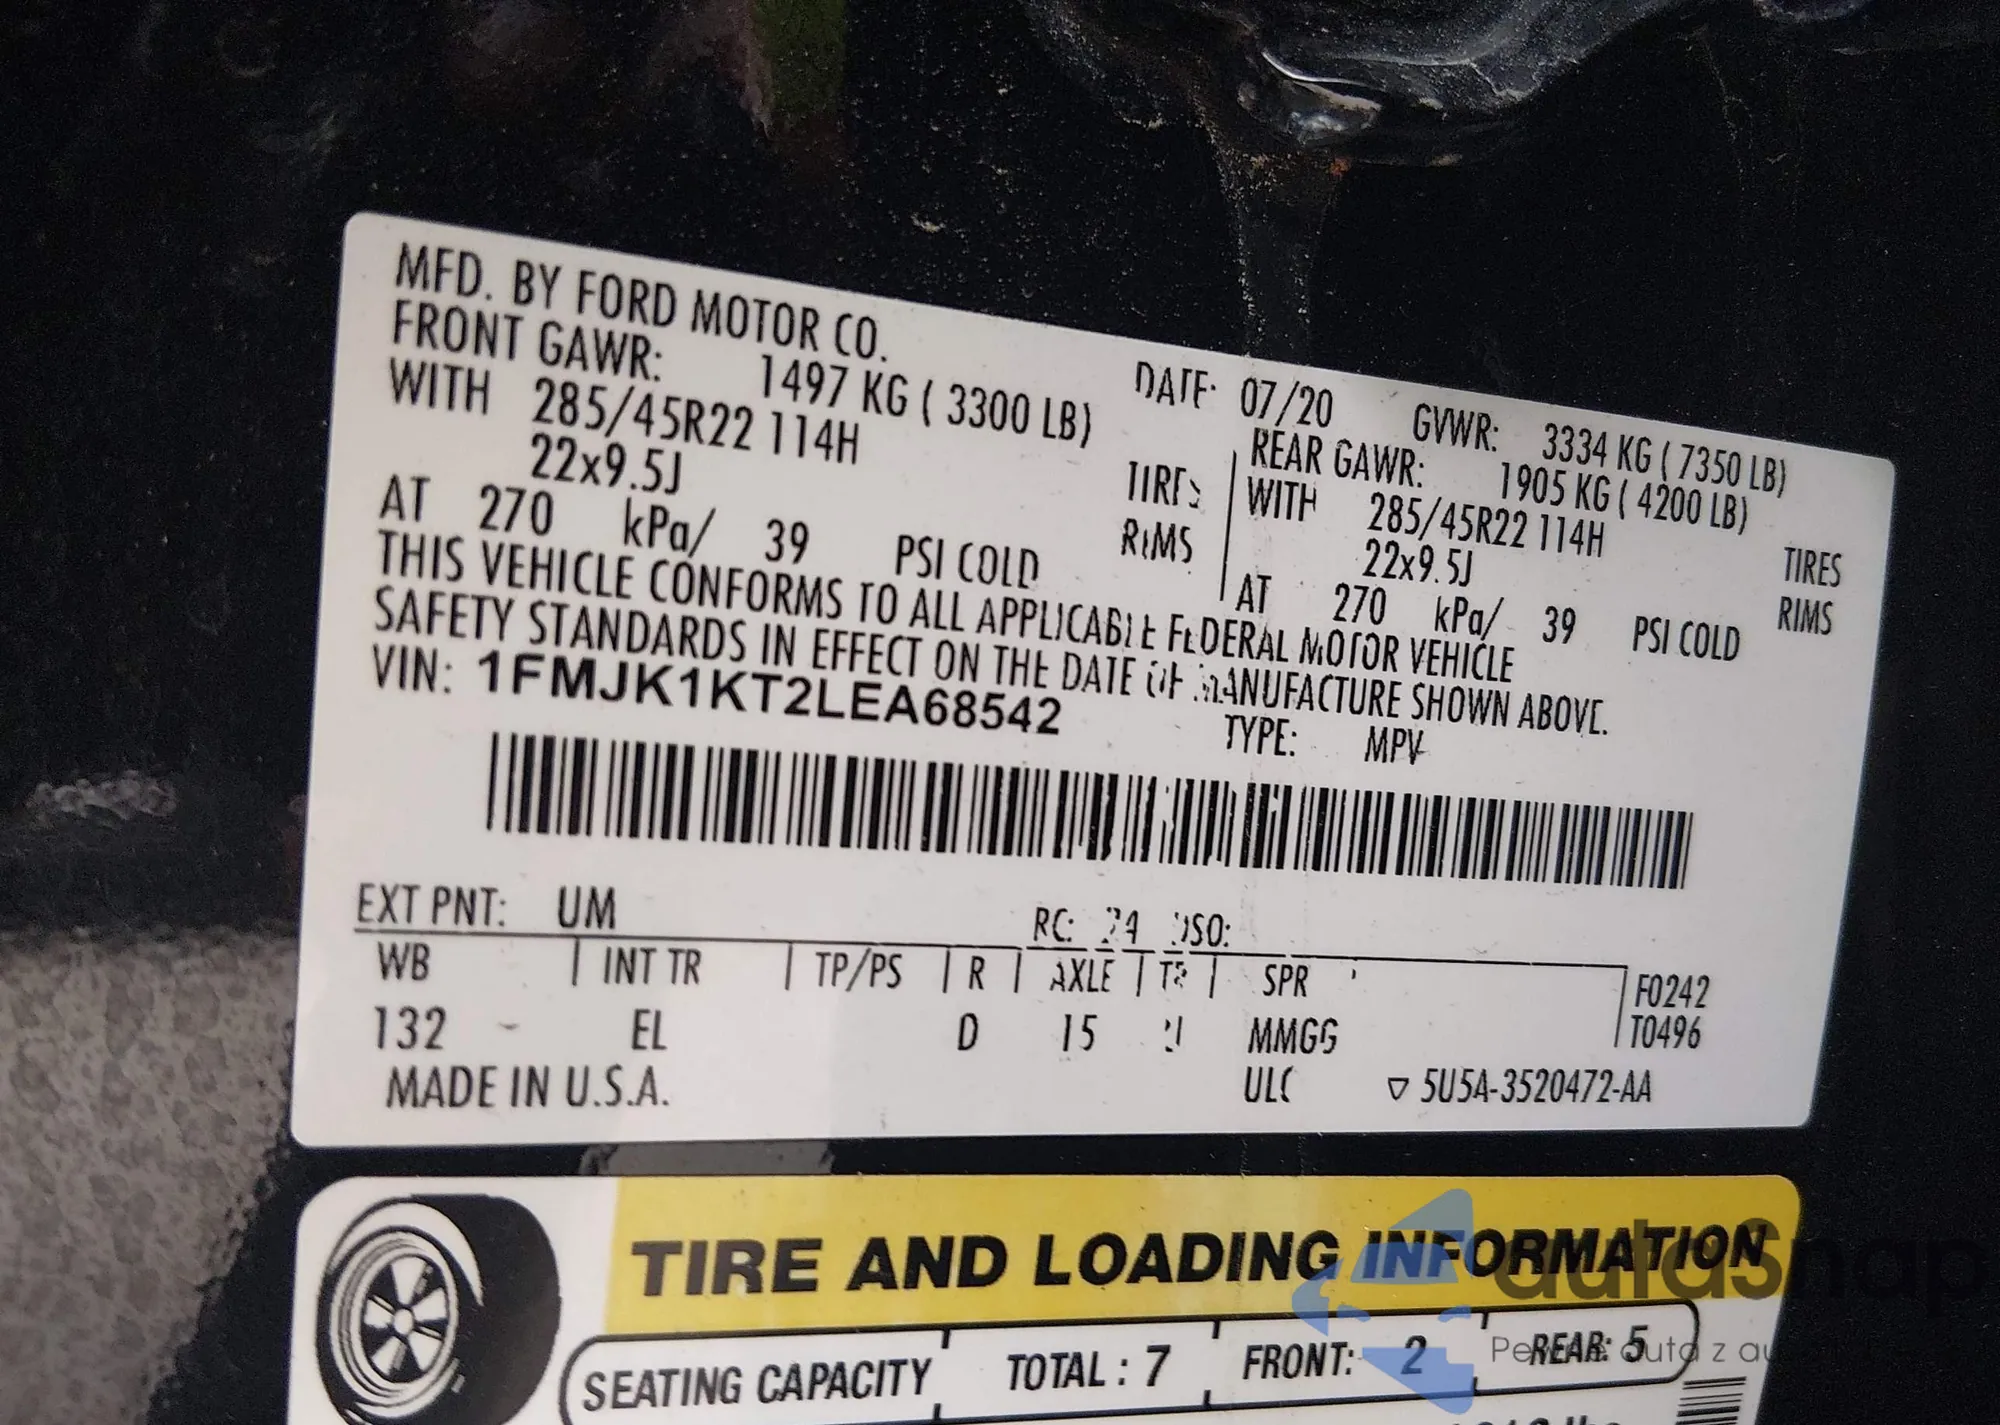 MFD. BY FORD MOTOR CO.
DATE: 07/20 GVWR: 3334 KG ( 7350 LB)
FRONT GAWR: 1497 KG ( 3300 LB)
REAR GAWR: 1905 KG ( 4200 LB)
WITH 285/45R22 114H TIRES
WITH 285/45R22 114H TIRES
22x9.5J RIMS
22x9.5J RIMS
AT 270 kPa/ 39 PSI COLD
AT 270 kPa/ 39 PSI COLD
THIS VEHICLE CONFORMS TO ALL APPLICABLE FEDERAL MOTOR VEHICLE
SAFETY STANDARDS IN EFFECT ON THE DATE OF MANUFACTURE SHOWN ABOVE.
VIN: 1FMJK1KT2LEA68542
TYPE: MPV
EXT PNT: UM RC: 24 DSO:
WB INT TR TP/PS R AXLE TR SPR F0242
132 - EL D 15 MMGG T0496
MADE IN U.S.A. ▽ 5U5A-3520472-AA
TIRE AND LOADING INFORMATION
SEATING CAPACITY TOTAL : 7 FRONT: 2 REAR: 5
autoSnap